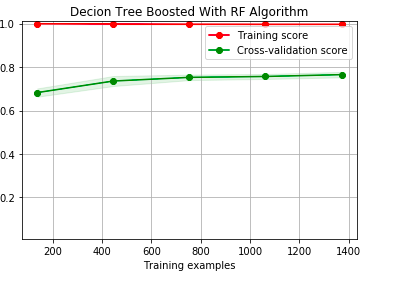 Decion Tree Boosted With RF Algorithm
1.0
Training score
Cross-validation score
0.8
0.6
0.4
0.2
200 400 600 800 1000 1200 1400
Training examples